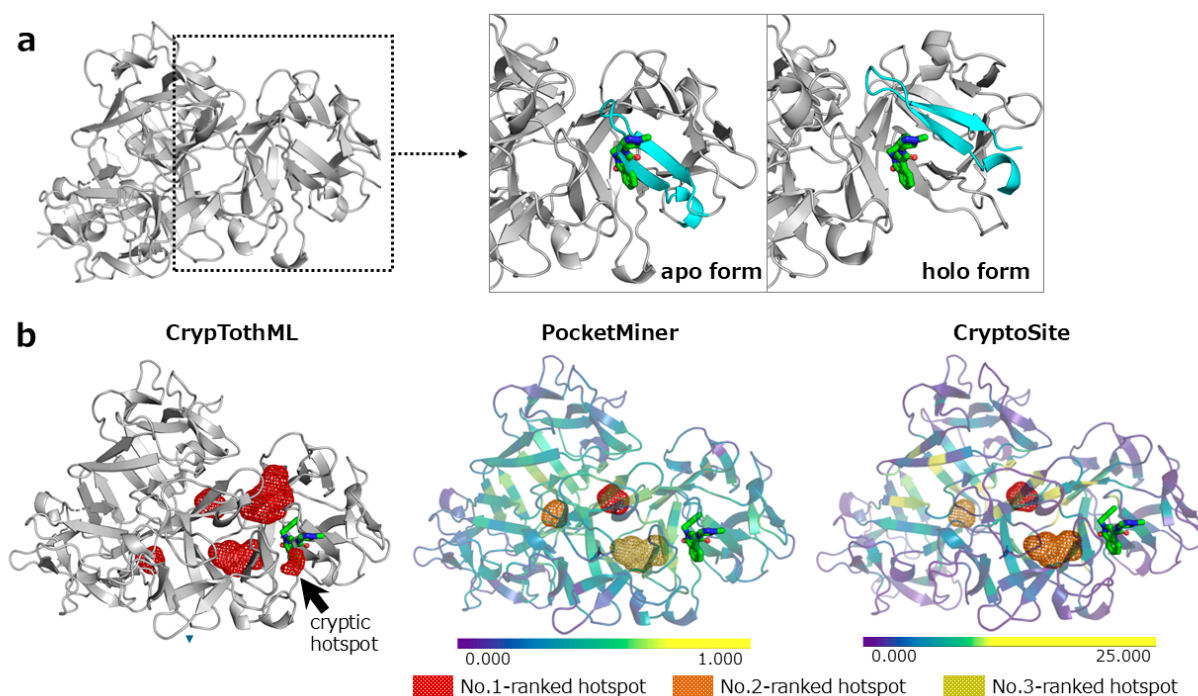 a
apo form
holo form
b
CrypTothML
PocketMiner
CryptoSite
cryptic
hotspot
0.000
1.000
0.000
25.000
No.1-ranked hotspot
No.2-ranked hotspot
No.3-ranked hotspot